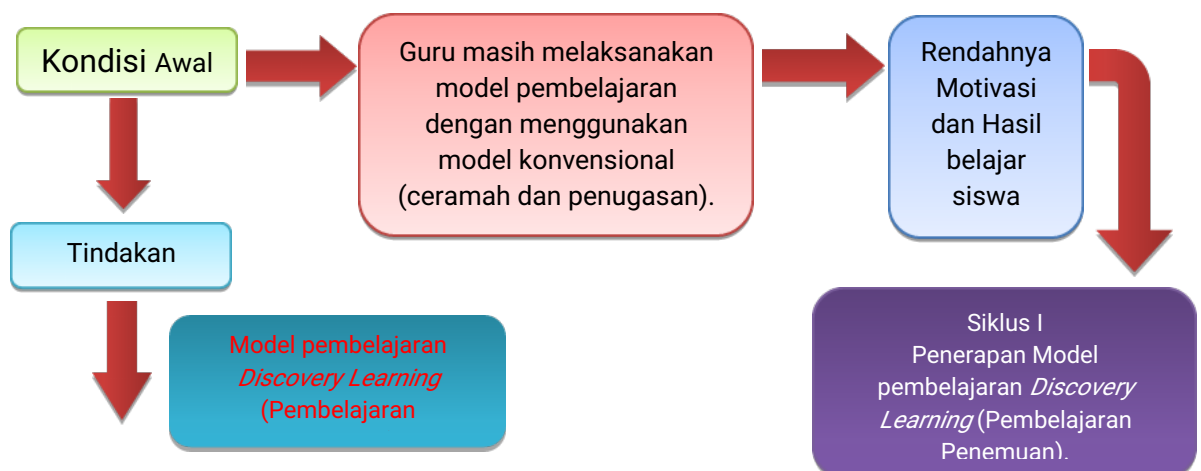 Kondisi Awal
Guru masih melaksanakan
model pembelajaran
dengan menggunakan
model konvensional
(ceramah dan penugasan).
Rendahnya
Motivasi
dan Hasil
belajar
siswa
Tindakan
Model pembelajaran
Discovery Learning
(Pembelajaran
Siklus I
Penerapan Model
pembelajaran Discovery
Learning (Pembelajaran
Penemuan).